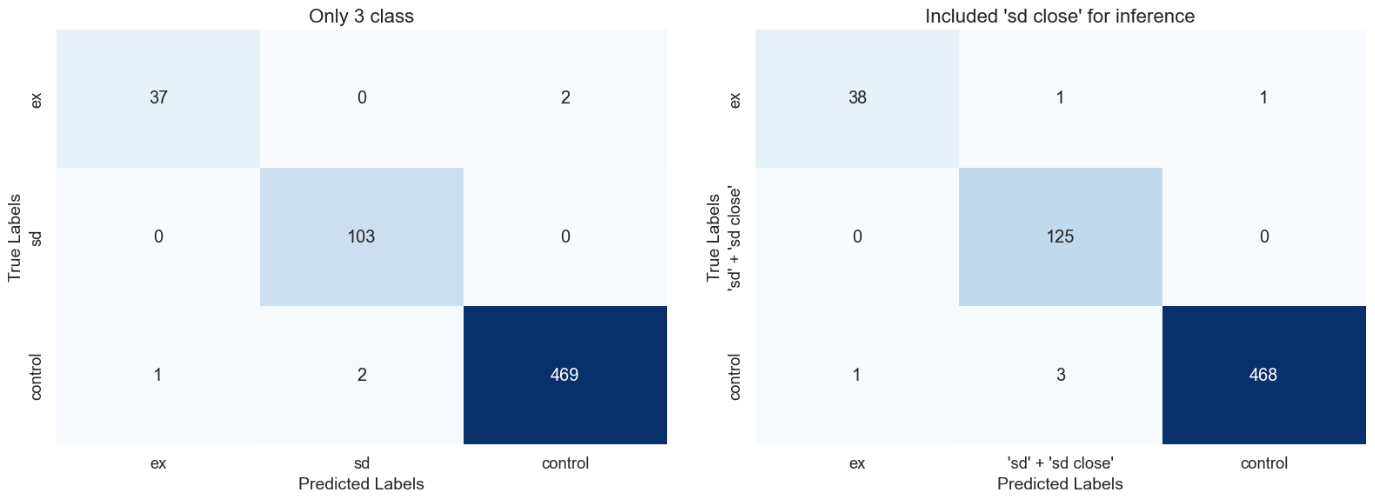 Only 3 class
ex
37
0
2
True Labels
sd
0
103
0
control
1
2
469
ex
sd
control
Predicted Labels
Included 'sd close' for inference
ex
38
1
1
True Labels
'sd' + 'sd close'
0
125
0
control
1
3
468
ex
'sd' + 'sd close'
control
Predicted Labels